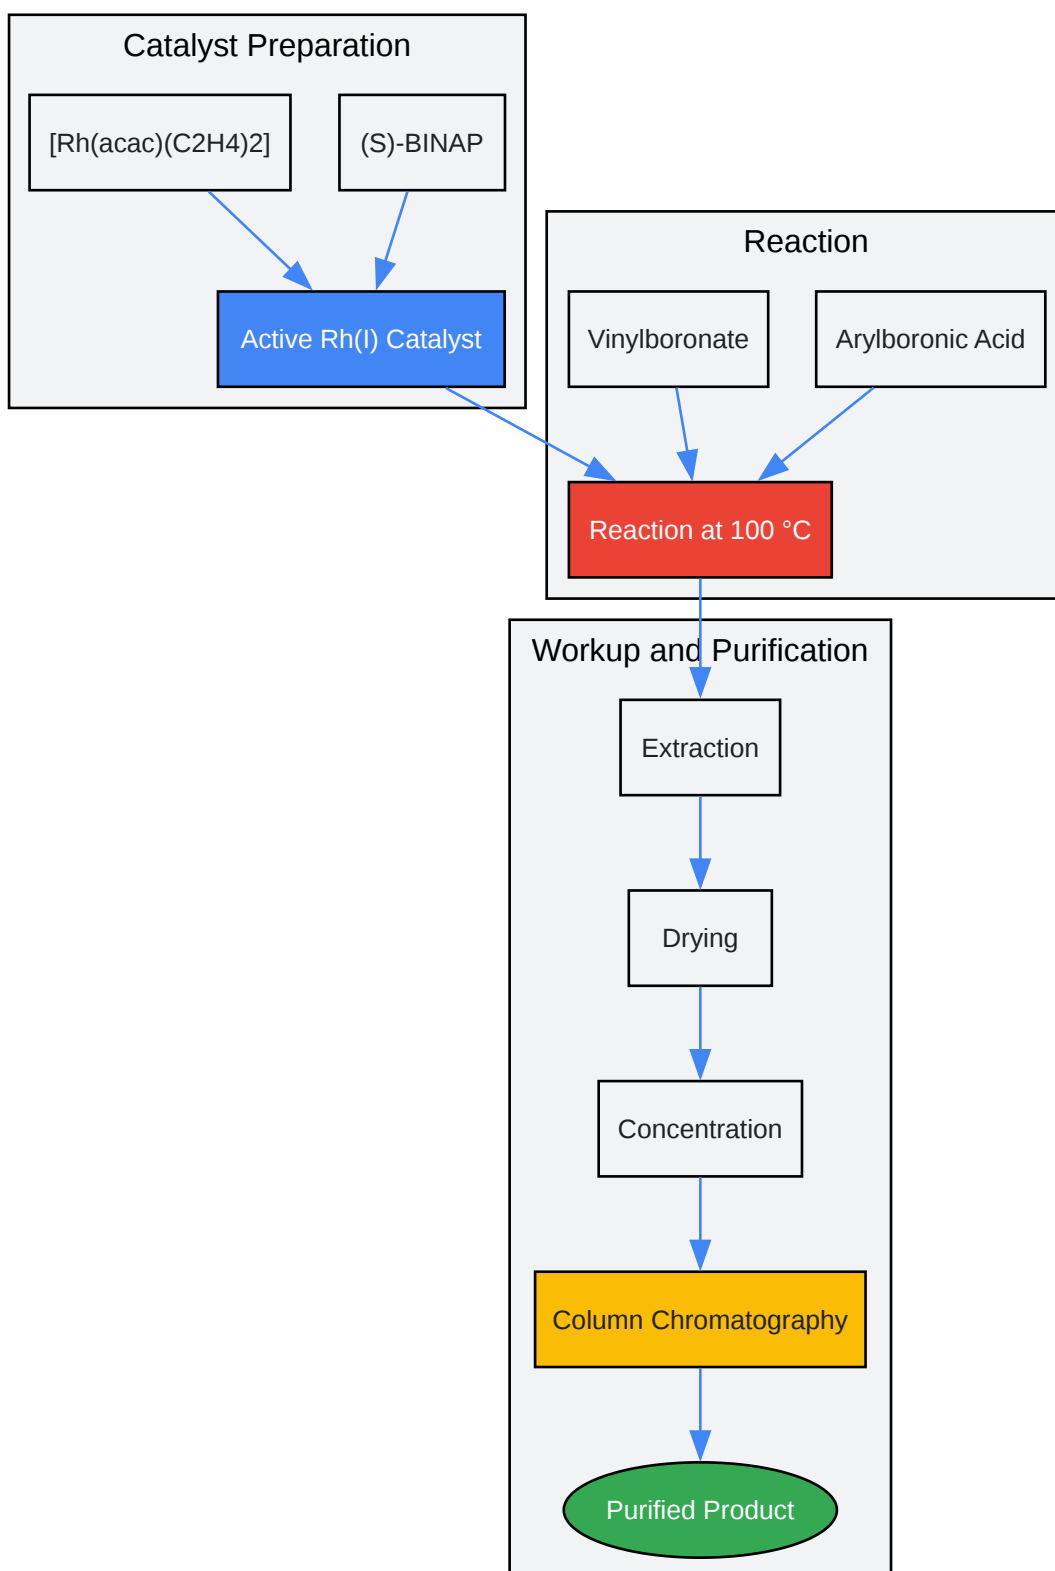 Catalyst Preparation
[Rh(acac)(C2H4)2]
(S)-BINAP
Active Rh(I) Catalyst
Reaction
Vinylboronate
Arylboronic Acid
Reaction at 100 °C
Workup and Purification
Extraction
Drying
Concentration
Column Chromatography
Purified Product